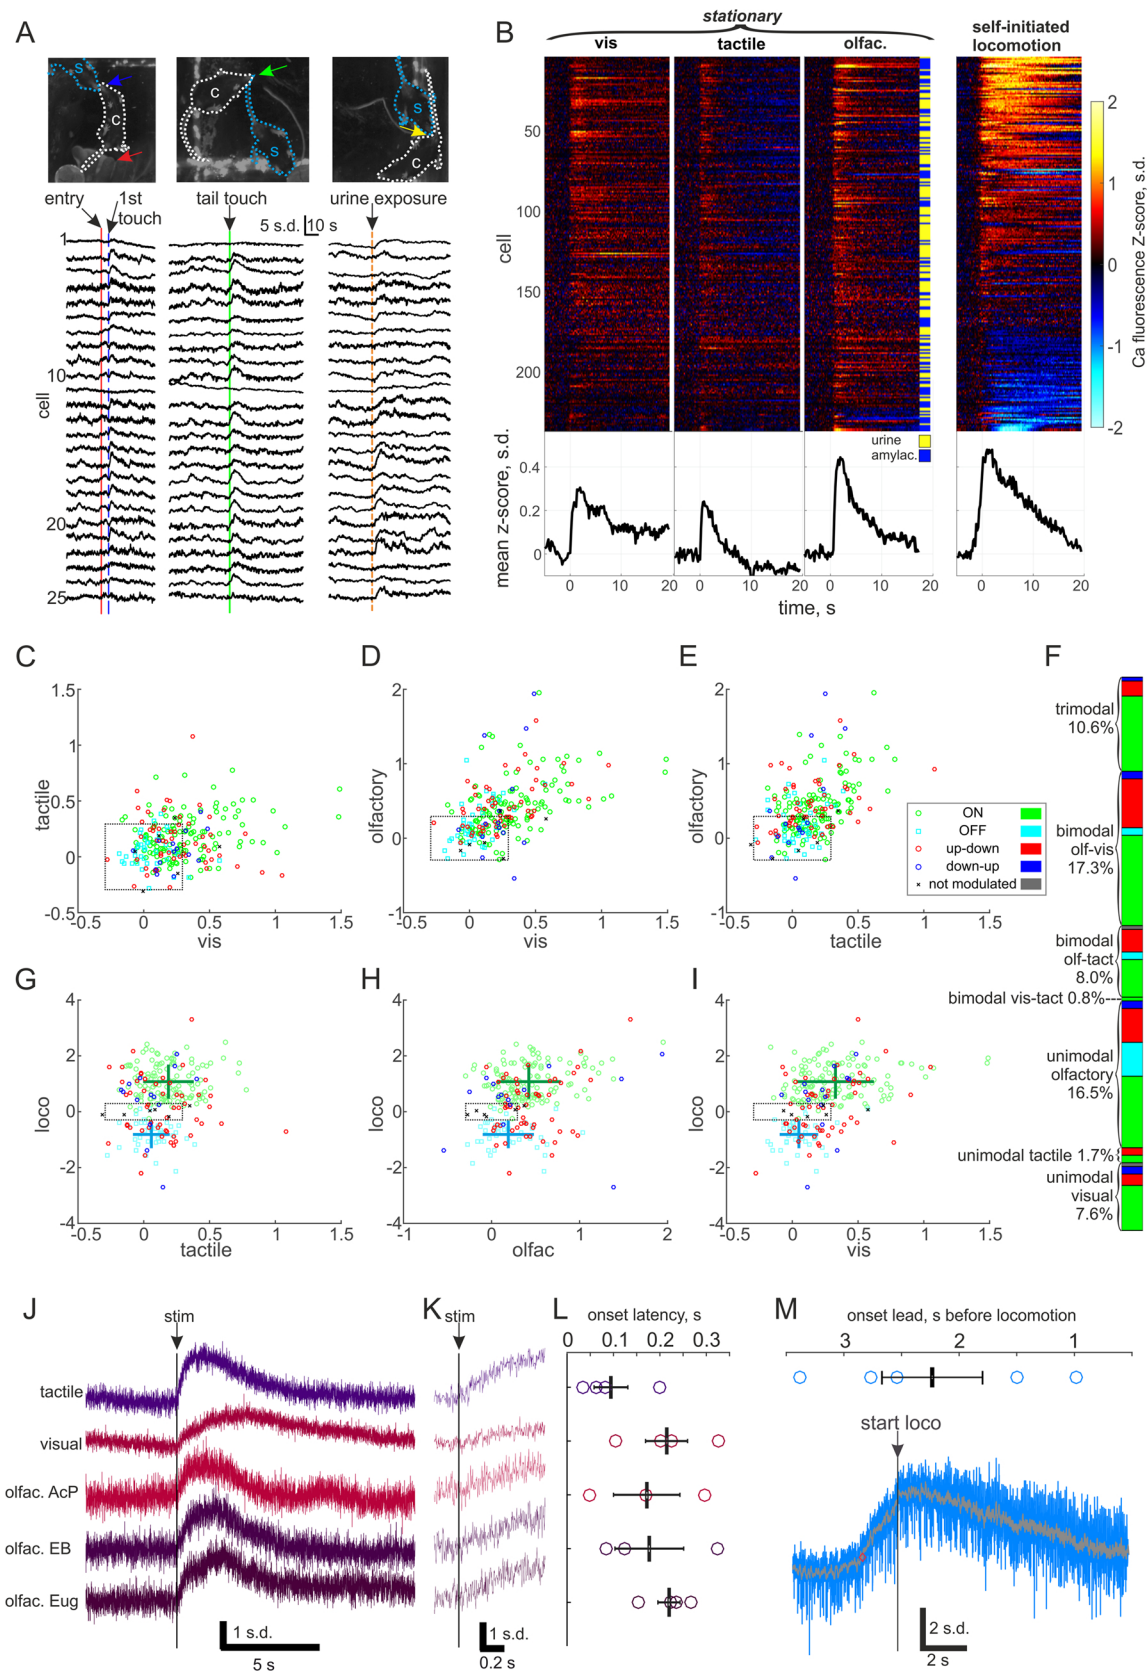 A
s
c
c
s
s
c
entry
1st
touch
tail touch
urine exposure
5 s.d.
10 s
1
10
20
25
cell
B
stationary
vis
tactile
olfac.
self-initiated
locomotion
50
100
150
200
cell
2
1
0
-1
-2
Ca fluorescence Z-score, s.d.
urine
amylac.
mean z-score, s.d.
0.4
0.2
0
0
10
0
10
0
10
20
0
10
20
time, s
C
tactile
1.5
1
0.5
0
-0.5
-0.5
0
0.5
1
1.5
vis
D
olfactory
2
1
0
-1
-0.5
0
0.5
1
1.5
vis
E
olfactory
2
1
0
-1
-0.5
0
0.5
1
1.5
tactile
ON
OFF
up-down
down-up
not modulated
F
trimodal
10.6%
bimodal
olf-vis
17.3%
bimodal
olf-tact
8.0%
bimodal vis-tact 0.8%
unimodal
olfactory
16.5%
unimodal tactile 1.7%
unimodal
visual
7.6%
G
loco
4
2
0
-2
-4
-0.5
0
0.5
1
1.5
tactile
H
loco
4
2
0
-2
-4
-1
0
1
2
olfac
I
loco
4
2
0
-2
-4
-0.5
0
0.5
1
1.5
vis
J
stim
tactile
visual
olfac. AcP
olfac. EB
olfac. Eug
1 s.d.
5 s
K
stim
1 s.d.
0.2 s
L
onset latency, s
0
0.1
0.2
0.3
M
onset lead, s before locomotion
3
2
1
start loco
2 s.d.
2 s